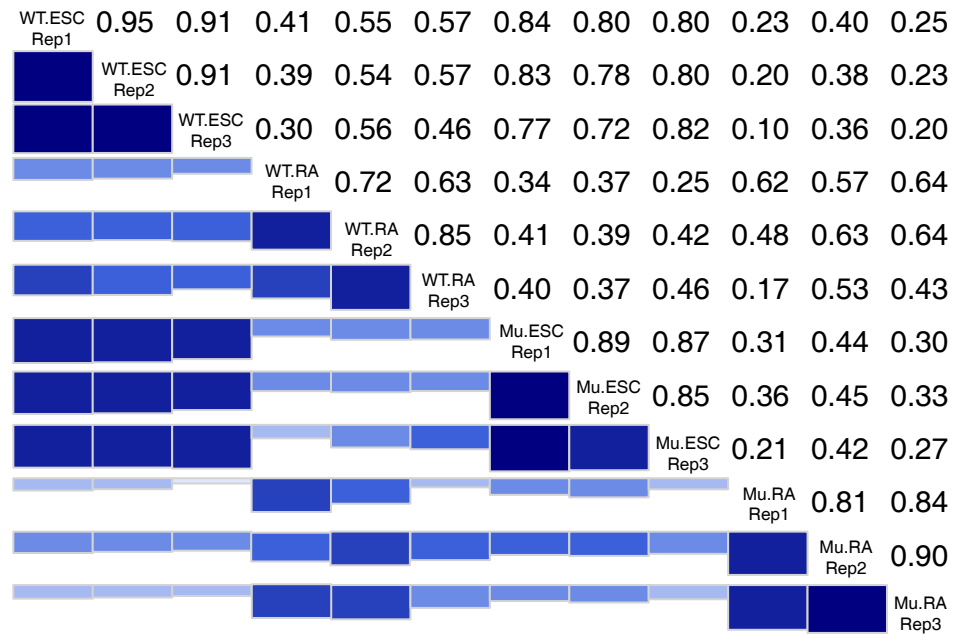 WT.ESC Rep1 0.95 0.91 0.41 0.55 0.57 0.84 0.80 0.80 0.23 0.40 0.25
WT.ESC Rep2 0.91 0.39 0.54 0.57 0.83 0.78 0.80 0.20 0.38 0.23
WT.ESC Rep3 0.30 0.56 0.46 0.77 0.72 0.82 0.10 0.36 0.20
WT.RA Rep1 0.72 0.63 0.34 0.37 0.25 0.62 0.57 0.64
WT.RA Rep2 0.85 0.41 0.39 0.42 0.48 0.63 0.64
WT.RA Rep3 0.40 0.37 0.46 0.17 0.53 0.43
Mu.ESC Rep1 0.89 0.87 0.31 0.44 0.30
Mu.ESC Rep2 0.85 0.36 0.45 0.33
Mu.ESC Rep3 0.21 0.42 0.27
Mu.RA Rep1 0.81 0.84
Mu.RA Rep2 0.90
Mu.RA Rep3